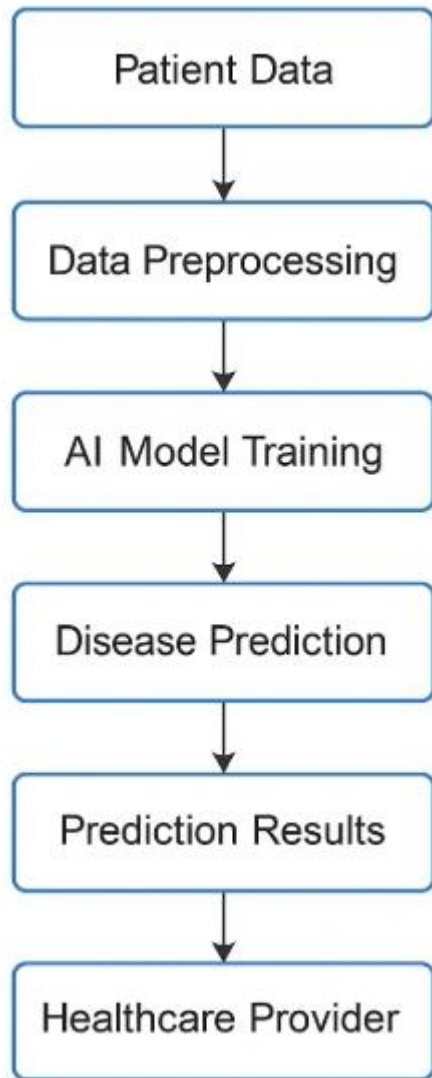 Patient Data
Data Preprocessing
AI Model Training
Disease Prediction
Prediction Results
Healthcare Provider